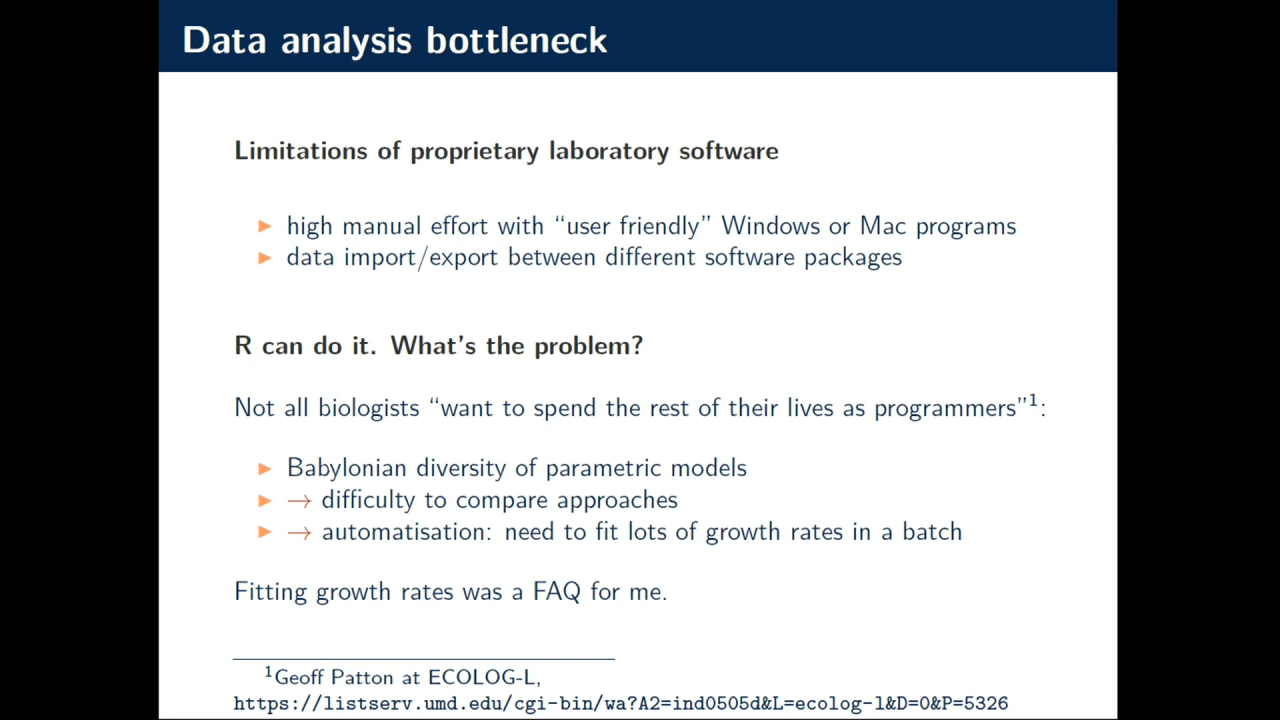 Data analysis bottleneck
Limitations of proprietary laboratory software
▶ high manual effort with “user friendly” Windows or Mac programs
▶ data import/export between different software packages
R can do it. What’s the problem?
Not all biologists “want to spend the rest of their lives as programmers”¹:
▶ Babylonian diversity of parametric models
▶ → difficulty to compare approaches
▶ → automatisation: need to fit lots of growth rates in a batch
Fitting growth rates was a FAQ for me.
¹Geoff Patton at ECOLOG-L,
https://listserv.umd.edu/cgi-bin/wa?A2=ind0505d&L=ecolog-l&D=0&P=5326